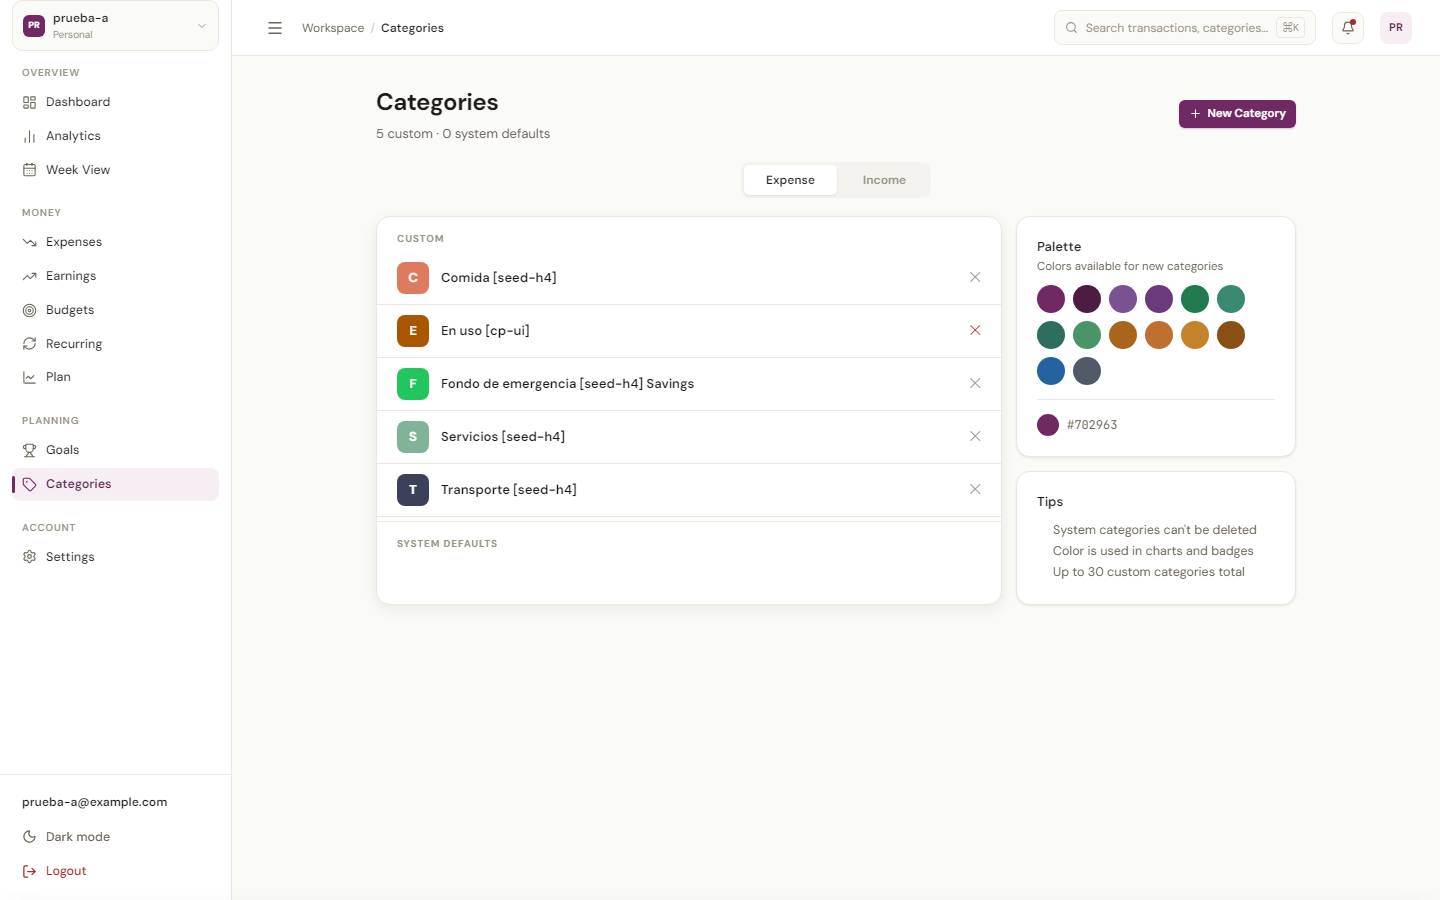 PR
prueba-a
Personal
OVERVIEW
Dashboard
Analytics
Week View
MONEY
Expenses
Earnings
Budgets
Recurring
Plan
PLANNING
Goals
Categories
ACCOUNT
Settings
prueba-a@example.com
Dark mode
Logout
Workspace / Categories
Search transactions, categories... ⌘K
PR
Categories
5 custom · 0 system defaults
+ New Category
Expense
Income
CUSTOM
C Comida [seed-h4]
E En uso [cp-ui]
F Fondo de emergencia [seed-h4] Savings
S Servicios [seed-h4]
T Transporte [seed-h4]
SYSTEM DEFAULTS
Palette
Colors available for new categories
#702963
Tips
System categories can't be deleted
Color is used in charts and badges
Up to 30 custom categories total